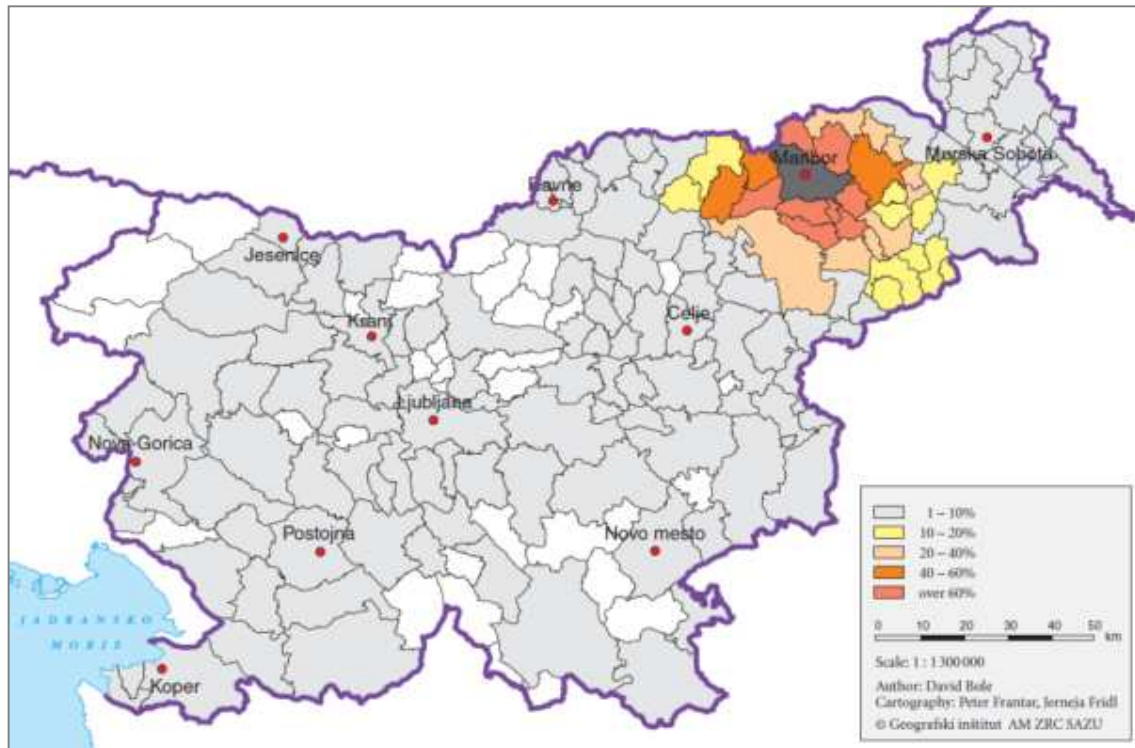 Murska Sobota
Maribor
Ravne
Jesenice
Kranj
Celje
Ljubljana
Nova Gorica
Postojna
Novo mesto
JADRANSKO
MORJE
Koper
1 – 10%
10 – 20%
20 – 40%
40 – 60%
over 60%
0 10 20 30 40 50 km
Scale: 1 : 1 300 000
Author: David Bole
Cartography: Peter Frantar, Jerneja Fridl
© Geografski inštitut AM ZRC SAZU